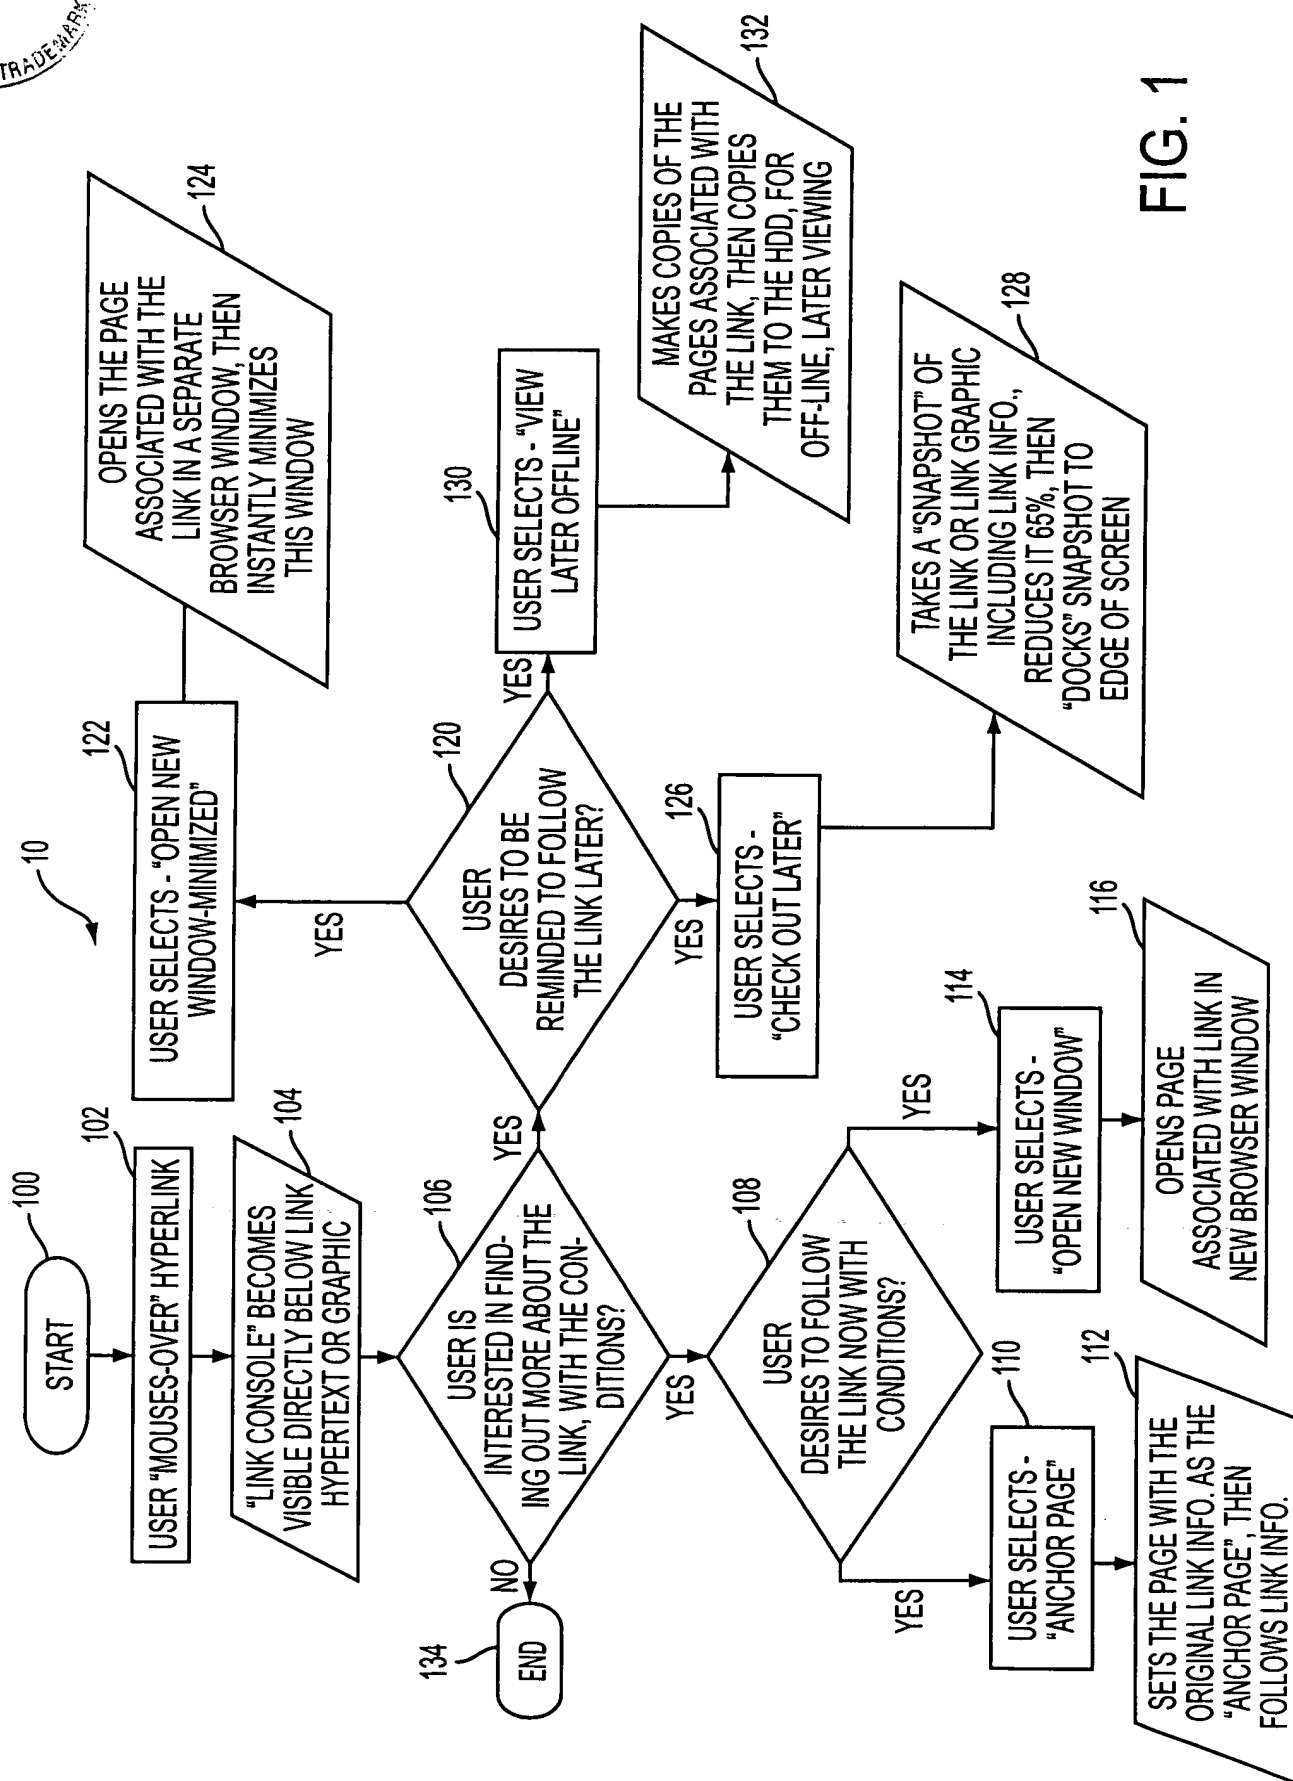 TRADEMARK
10
100
START
102
USER "MOUSES-OVER" HYPERLINK
104
"LINK CONSOLE" BECOMES
VISIBLE DIRECTLY BELOW LINK
HYPERTEXT OR GRAPHIC
106
USER IS
INTERESTED IN FIND-
ING OUT MORE ABOUT THE
LINK, WITH THE CON-
DITIONS?
NO
134
END
YES
YES
108
USER
DESIRES TO FOLLOW
THE LINK NOW WITH
CONDITIONS?
YES
110
USER SELECTS -
"ANCHOR PAGE"
112
SETS THE PAGE WITH THE
ORIGINAL LINK INFO. AS THE
"ANCHOR PAGE", THEN
FOLLOWS LINK INFO.
YES
114
USER SELECTS -
"OPEN NEW WINDOW"
116
OPENS PAGE
ASSOCIATED WITH LINK IN
NEW BROWSER WINDOW
120
USER
DESIRES TO BE
REMINDED TO FOLLOW
THE LINK LATER?
YES
122
USER SELECTS - "OPEN NEW
WINDOW-MINIMIZED"
124
OPENS THE PAGE
ASSOCIATED WITH THE
LINK IN A SEPARATE
BROWSER WINDOW, THEN
INSTANTLY MINIMIZES
THIS WINDOW
YES
126
USER SELECTS -
"CHECK OUT LATER"
128
TAKES A "SNAPSHOT" OF
THE LINK OR LINK GRAPHIC
INCLUDING LINK INFO.,
REDUCES IT 65%, THEN
"DOCKS" SNAPSHOT TO
EDGE OF SCREEN
YES
130
USER SELECTS - "VIEW
LATER OFFLINE"
132
MAKES COPIES OF THE
PAGES ASSOCIATED WITH
THE LINK, THEN COPIES
THEM TO THE HDD, FOR
OFF-LINE, LATER VIEWING
FIG. 1